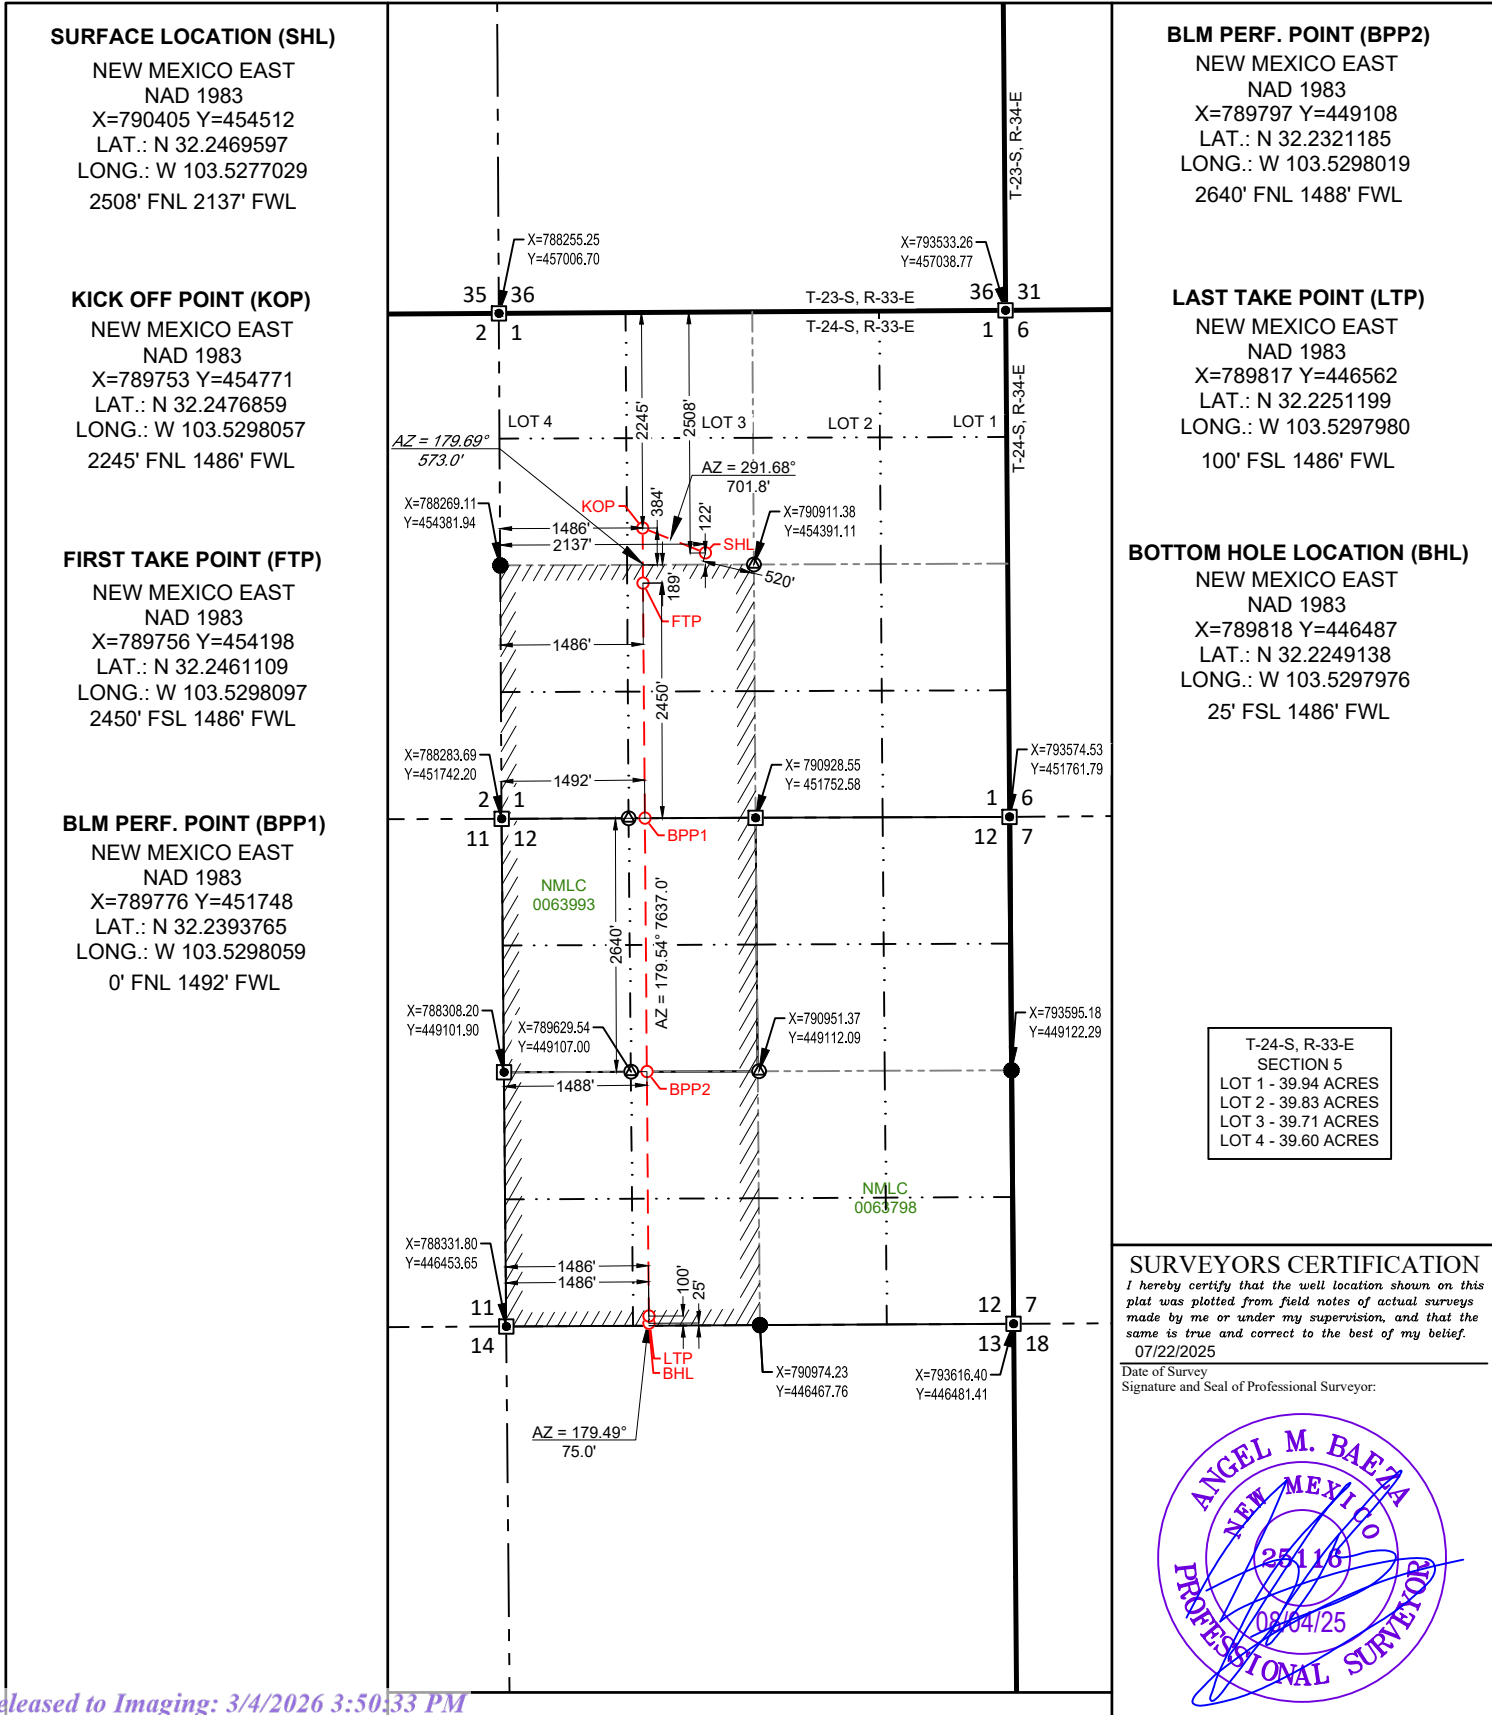 SURFACE LOCATION (SHL)
NEW MEXICO EAST
NAD 1983
X=790405 Y=454512
LAT.: N 32.2469597
LONG.: W 103.5277029
2508' FNL 2137' FWL
KICK OFF POINT (KOP)
NEW MEXICO EAST
NAD 1983
X=789753 Y=454771
LAT.: N 32.2476859
LONG.: W 103.5298057
2245' FNL 1486' FWL
FIRST TAKE POINT (FTP)
NEW MEXICO EAST
NAD 1983
X=789756 Y=454198
LAT.: N 32.2461109
LONG.: W 103.5298097
2450' FSL 1486' FWL
BLM PERF. POINT (BPP1)
NEW MEXICO EAST
NAD 1983
X=789776 Y=451748
LAT.: N 32.2393765
LONG.: W 103.5298059
0' FNL 1492' FWL
T-23-S, R-34-E
X=788255.25
Y=457006.70
X=793533.26
Y=457038.77
35 36
T-23-S, R-33-E
36 31
2 1
T-24-S, R-33-E
1 6
T-24-S, R-34-E
LOT 4
2245'
2508'
LOT 3
LOT 2
LOT 1
AZ = 179.69°
573.0'
AZ = 291.68°
701.8'
X=788269.11
Y=454381.94
KOP
384'
122'
X=790911.38
Y=454391.11
1486'
2137'
SHL
520'
189'
FTP
1486'
2450'
X=788283.69
Y=451742.20
1492'
X= 790928.55
Y= 451752.58
X=793574.53
Y=451761.79
2 1
1 6
11 12
BPP1
12 7
NMLC
0063993
2640'
AZ = 179.54° 7637.0'
X=788308.20
Y=449101.90
X=789629.54
Y=449107.00
X=790951.37
Y=449112.09
X=793595.18
Y=449122.29
1488'
BPP2
NMLC
0063798
X=788331.80
Y=446453.65
1486'
1486'
100'
25'
11
12 7
14
13 18
LTP
BHL
X=790974.23
Y=446467.76
X=793616.40
Y=446481.41
AZ = 179.49°
75.0'
BLM PERF. POINT (BPP2)
NEW MEXICO EAST
NAD 1983
X=789797 Y=449108
LAT.: N 32.2321185
LONG.: W 103.5298019
2640' FNL 1488' FWL
LAST TAKE POINT (LTP)
NEW MEXICO EAST
NAD 1983
X=789817 Y=446562
LAT.: N 32.2251199
LONG.: W 103.5297980
100' FSL 1486' FWL
BOTTOM HOLE LOCATION (BHL)
NEW MEXICO EAST
NAD 1983
X=789818 Y=446487
LAT.: N 32.2249138
LONG.: W 103.5297976
25' FSL 1486' FWL
T-24-S, R-33-E
SECTION 5
LOT 1 - 39.94 ACRES
LOT 2 - 39.83 ACRES
LOT 3 - 39.71 ACRES
LOT 4 - 39.60 ACRES
SURVEYORS CERTIFICATION
I hereby certify that the well location shown on this
plat was plotted from field notes of actual surveys
made by me or under my supervision, and that the
same is true and correct to the best of my belief.
07/22/2025
Date of Survey
Signature and Seal of Professional Surveyor:
ANGEL M. BAEZA
NEW MEXICO
25116
08/04/25
PROFESSIONAL SURVEYOR
eleased to Imaging: 3/4/2026 3:50:33 PM